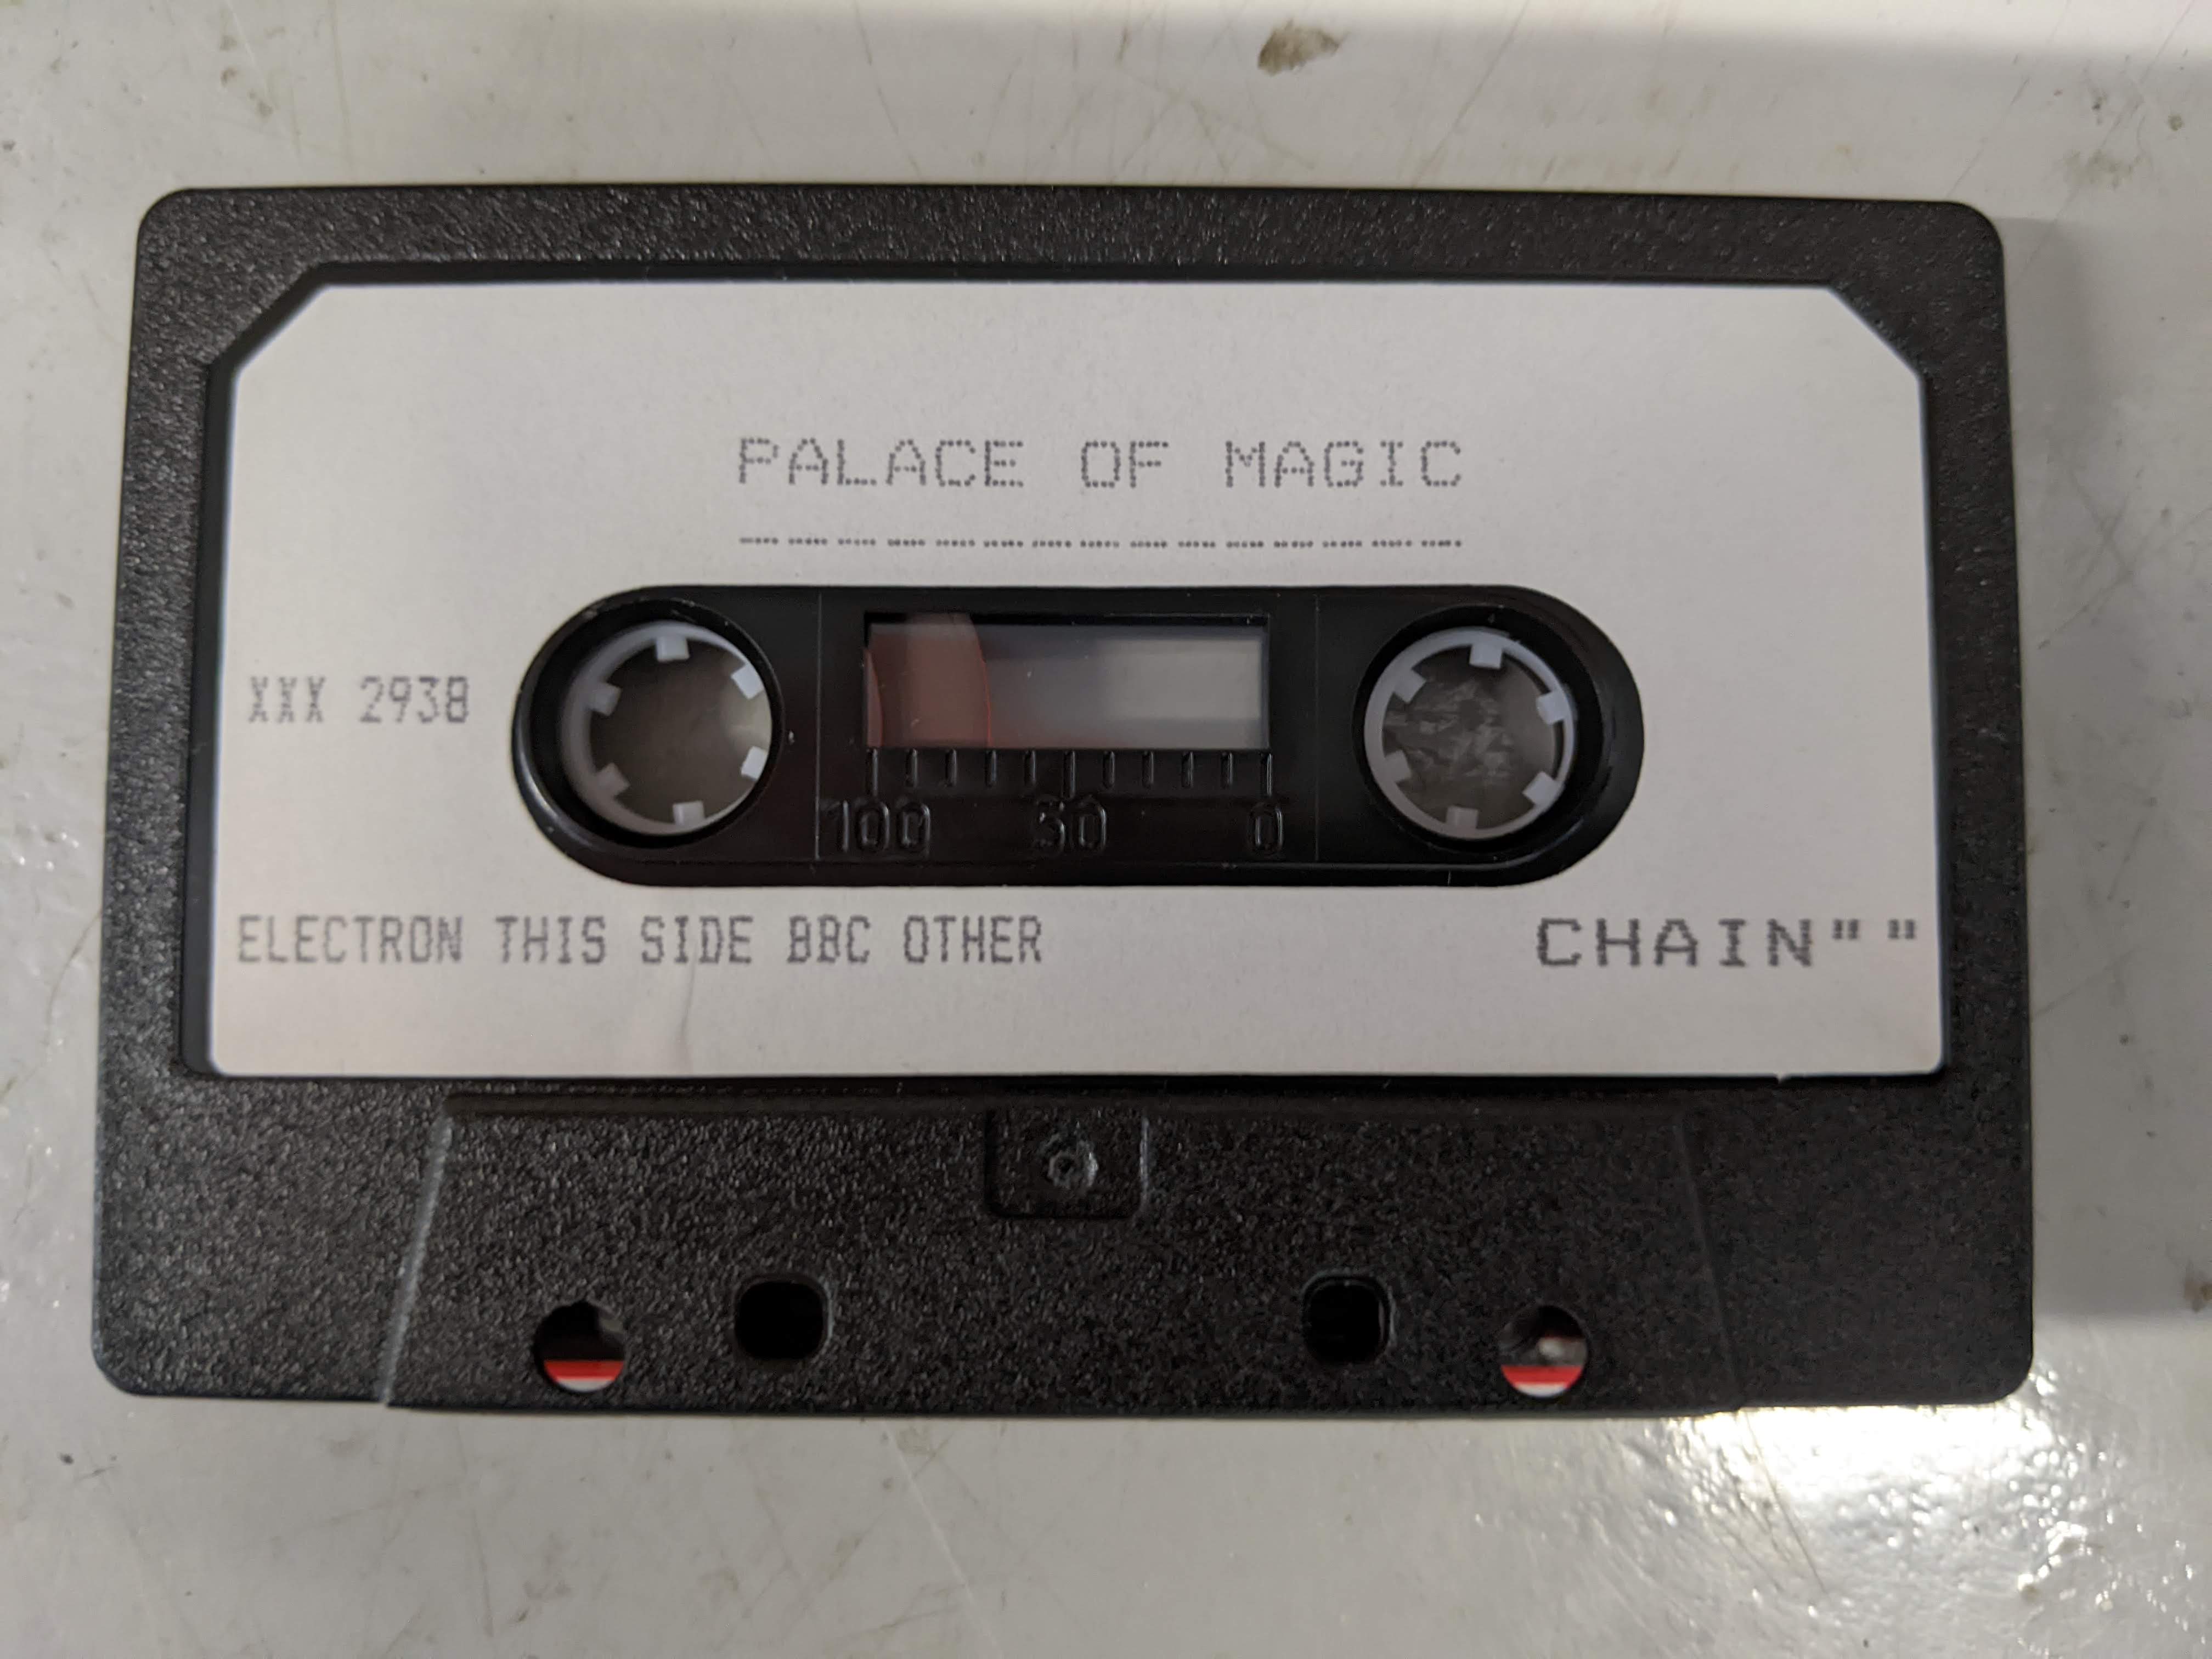 PALACE OF MAGIC
---------------
XXX 2938
100 50 0
ELECTRON THIS SIDE BBC OTHER
CHAIN""